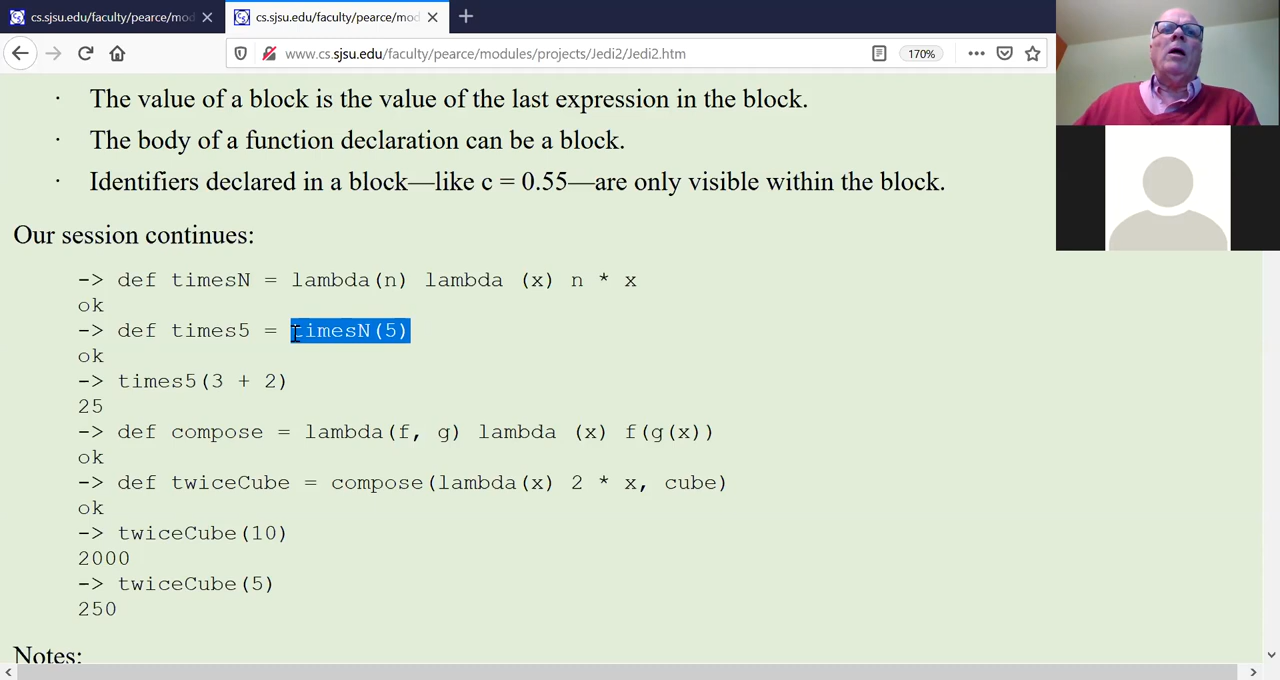 cs.sjsu.edu/faculty/pearce/mod
cs.sjsu.edu/faculty/pearce/mod
www.cs.sjsu.edu/faculty/pearce/modules/projects/Jedi2/Jedi2.htm
170%
· The value of a block is the value of the last expression in the block.
· The body of a function declaration can be a block.
· Identifiers declared in a block—like c = 0.55—are only visible within the block.
Our session continues:
-> def timesN = lambda(n) lambda (x) n * x
ok
-> def times5 = timesN(5)
ok
-> times5(3 + 2)
25
-> def compose = lambda(f, g) lambda (x) f(g(x))
ok
-> def twiceCube = compose(lambda(x) 2 * x, cube)
ok
-> twiceCube(10)
2000
-> twiceCube(5)
250
Notes: